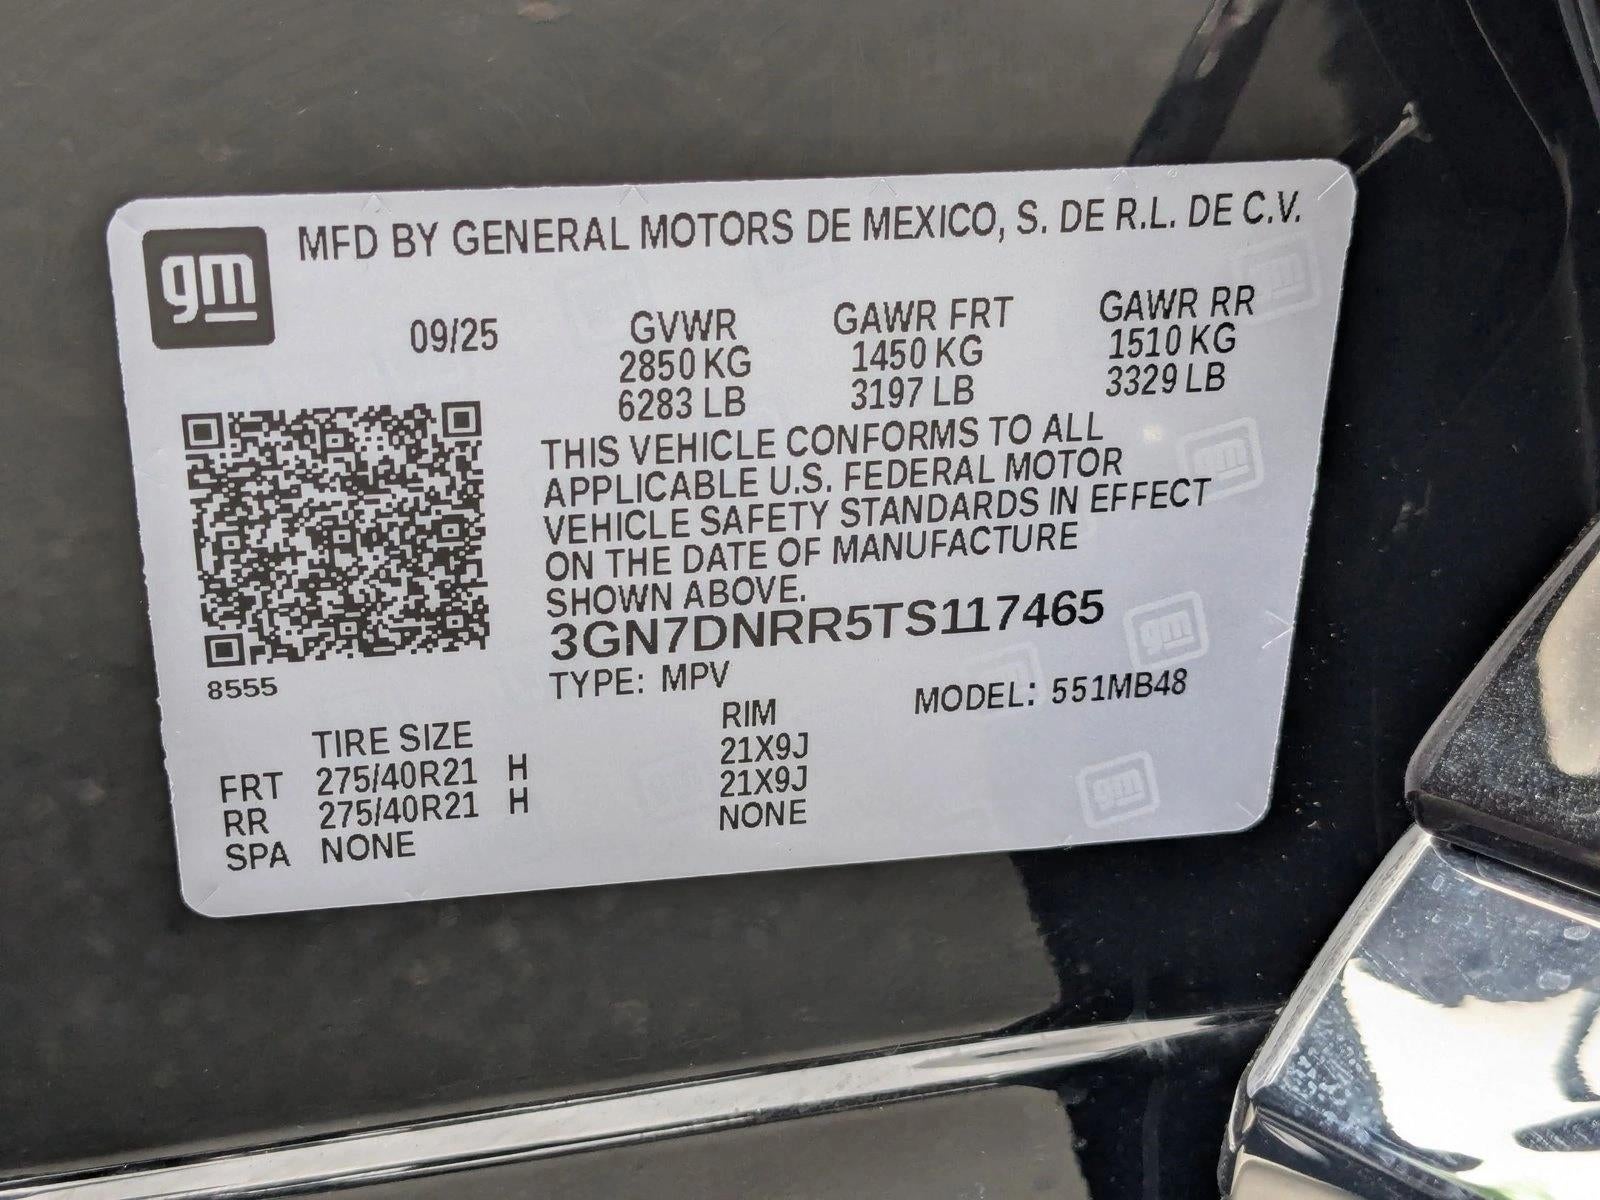 gm MFD BY GENERAL MOTORS DE MEXICO, S. DE R.L. DE C.V.
09/25 GVWR GAWR FRT GAWR RR
2850 KG 1450 KG 1510 KG
6283 LB 3197 LB 3329 LB
THIS VEHICLE CONFORMS TO ALL
APPLICABLE U.S. FEDERAL MOTOR
VEHICLE SAFETY STANDARDS IN EFFECT
ON THE DATE OF MANUFACTURE
SHOWN ABOVE.
3GN7DNRR5TS117465
8555 TYPE: MPV MODEL: 551MB48
TIRE SIZE RIM
FRT 275/40R21 H 21X9J
RR 275/40R21 H 21X9J
SPA NONE NONE